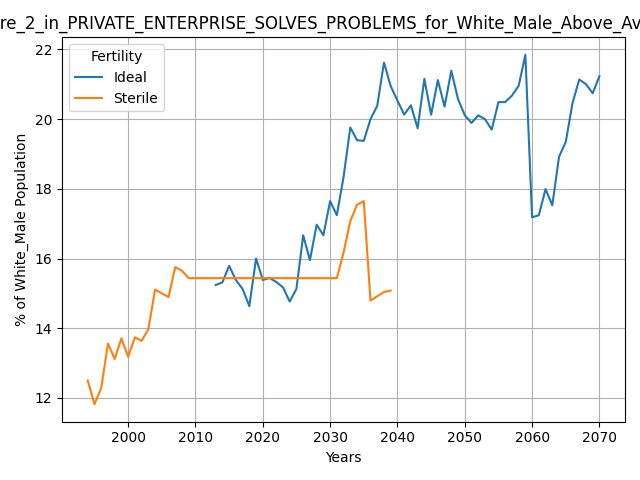 re_2_in_PRIVATE_ENTERPRISE_SOLVES_PROBLEMS_for_White_Male_Above_Av
Fertility
Ideal
Sterile
% of White_Male Population
22
20
18
16
14
12
2000 2010 2020 2030 2040 2050 2060 2070
Years